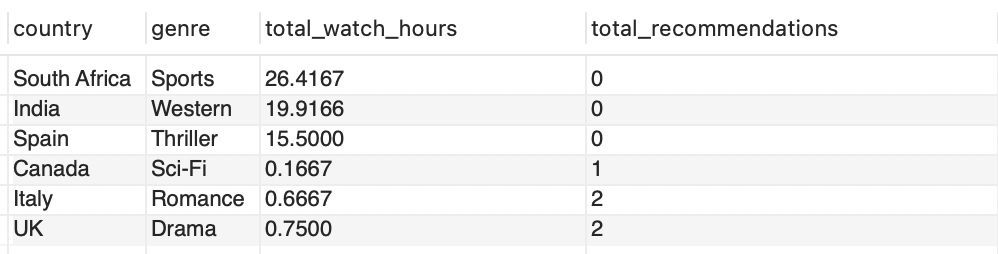 country genre total_watch_hours total_recommendations
South Africa Sports 26.4167 0
India Western 19.9166 0
Spain Thriller 15.5000 0
Canada Sci-Fi 0.1667 1
Italy Romance 0.6667 2
UK Drama 0.7500 2